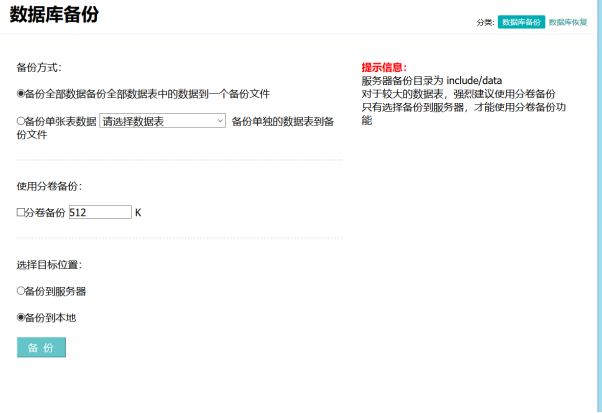 数据库备份
分类： 数据库备份 数据库恢复
备份方式：
备份全部数据备份全部数据表中的数据到一个备份文件
备份单张表数据 请选择数据表 备份单独的数据表到备
份文件
使用分卷备份：
分卷备份 512 K
选择目标位置：
备份到服务器
备份到本地
备 份
提示信息：
服务器备份目录为 include/data
对于较大的数据表，强烈建议使用分卷备份
只有选择备份到服务器，才能使用分卷备份功
能